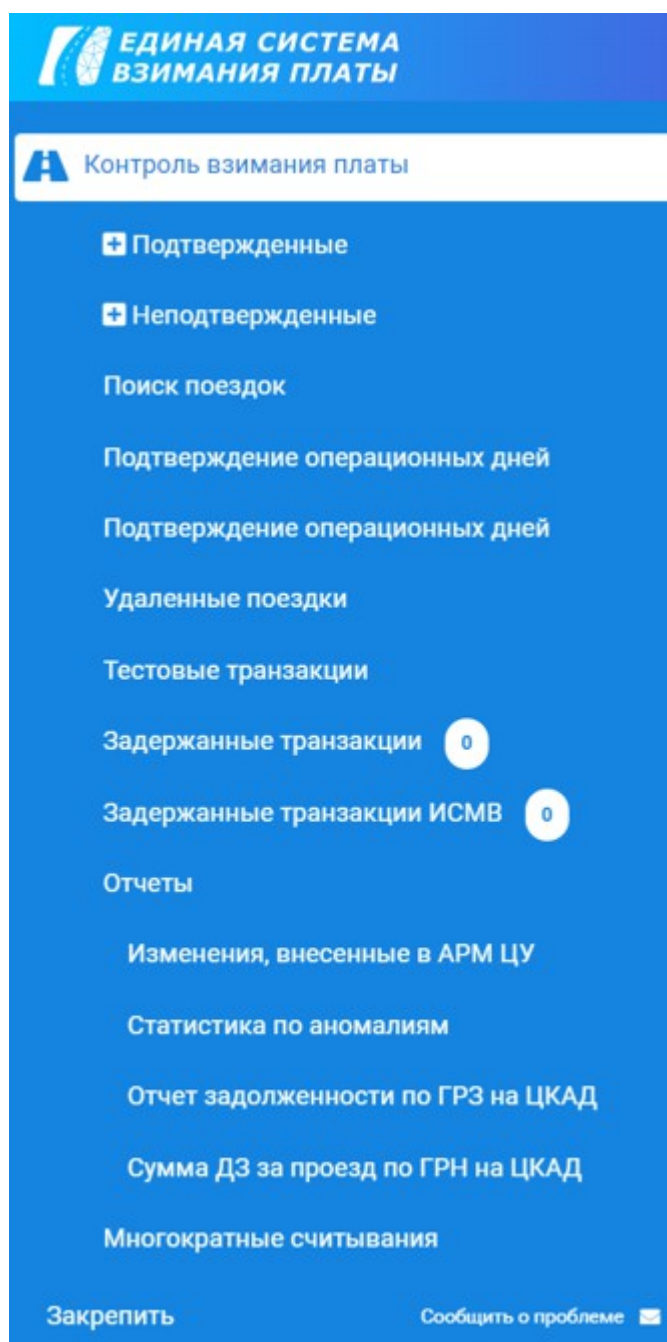 ЕДИНАЯ СИСТЕМА
ВЗИМАНИЯ ПЛАТЫ
Контроль взимания платы
Подтвержденные
Неподтвержденные
Поиск поездок
Подтверждение операционных дней
Подтверждение операционных дней
Удаленные поездки
Тестовые транзакции
Задержанные транзакции 0
Задержанные транзакции ИСМВ 0
Отчеты
Изменения, внесенные в АРМ ЦУ
Статистика по аномалиям
Отчет задолженности по ГРЗ на ЦКАД
Сумма ДЗ за проезд по ГРН на ЦКАД
Многократные считывания
Закрепить Сообщить о проблеме